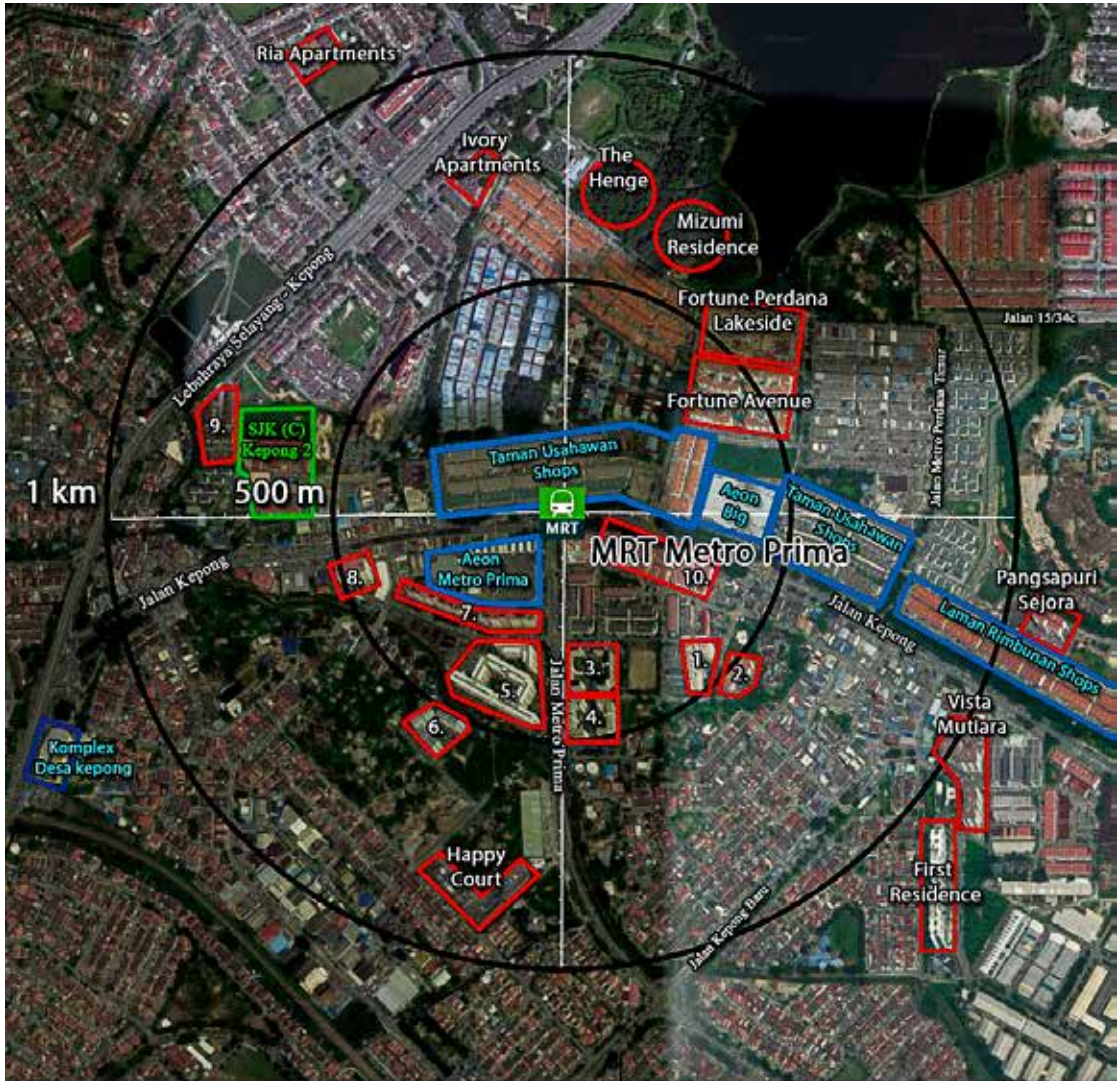 Ria Apartments
Ivory
Apartments
The
Henge
Mizumi
Residence
Lebuhraya Selayang - Kepong
Fortune Perdana
Lakeside
Jalan 15/34c
Jalan Metro Perdana Timur
Fortune Avenue
9.
SJK (C)
Kepong 2
Taman Usahawan
Shops
1 km
500 m
MRT
Aeon
Big
Taman Usahawan
Shops
MRT Metro Prima
Jalan Kepong
8.
Aeon
Metro Prima
10.
Jalan Kepong
Pangsapuri
Sejora
7.
Laman Rimbunan Shops
5.
3.
1.
2.
6.
4.
Jalan Metro Prima
Vista
Mutiara
Komplex
Desa kepong
Happy
Court
First
Residence
Jalan Kepong Baru